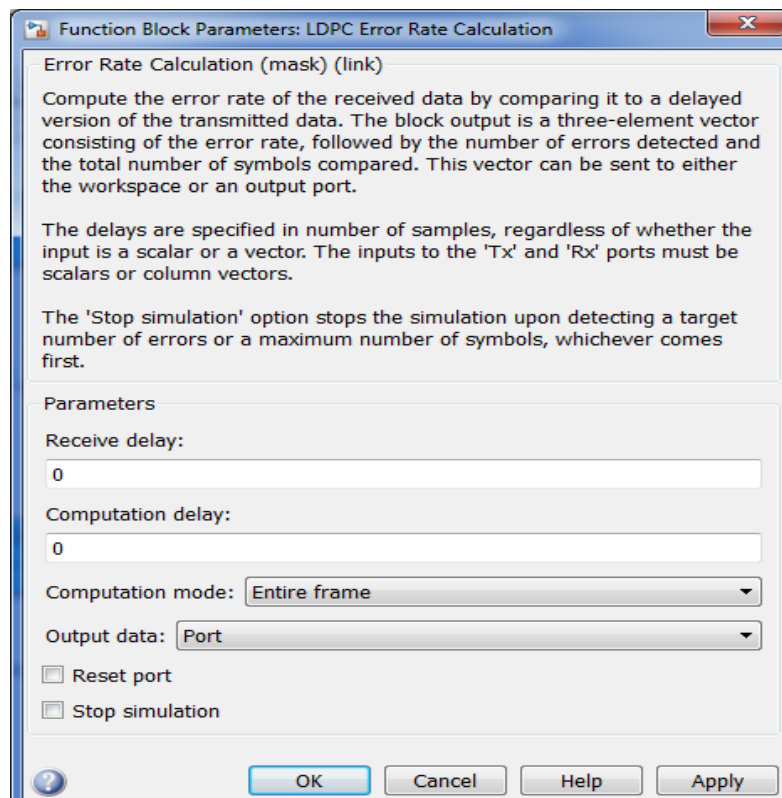 Function Block Parameters: LDPC Error Rate Calculation
Error Rate Calculation (mask) (link)
Compute the error rate of the received data by comparing it to a delayed
version of the transmitted data. The block output is a three-element vector
consisting of the error rate, followed by the number of errors detected and
the total number of symbols compared. This vector can be sent to either
the workspace or an output port.
The delays are specified in number of samples, regardless of whether the
input is a scalar or a vector. The inputs to the 'Tx' and 'Rx' ports must be
scalars or column vectors.
The 'Stop simulation' option stops the simulation upon detecting a target
number of errors or a maximum number of symbols, whichever comes
first.
Parameters
Receive delay:
0
Computation delay:
0
Computation mode: Entire frame
Output data: Port
Reset port
Stop simulation
OK Cancel Help Apply